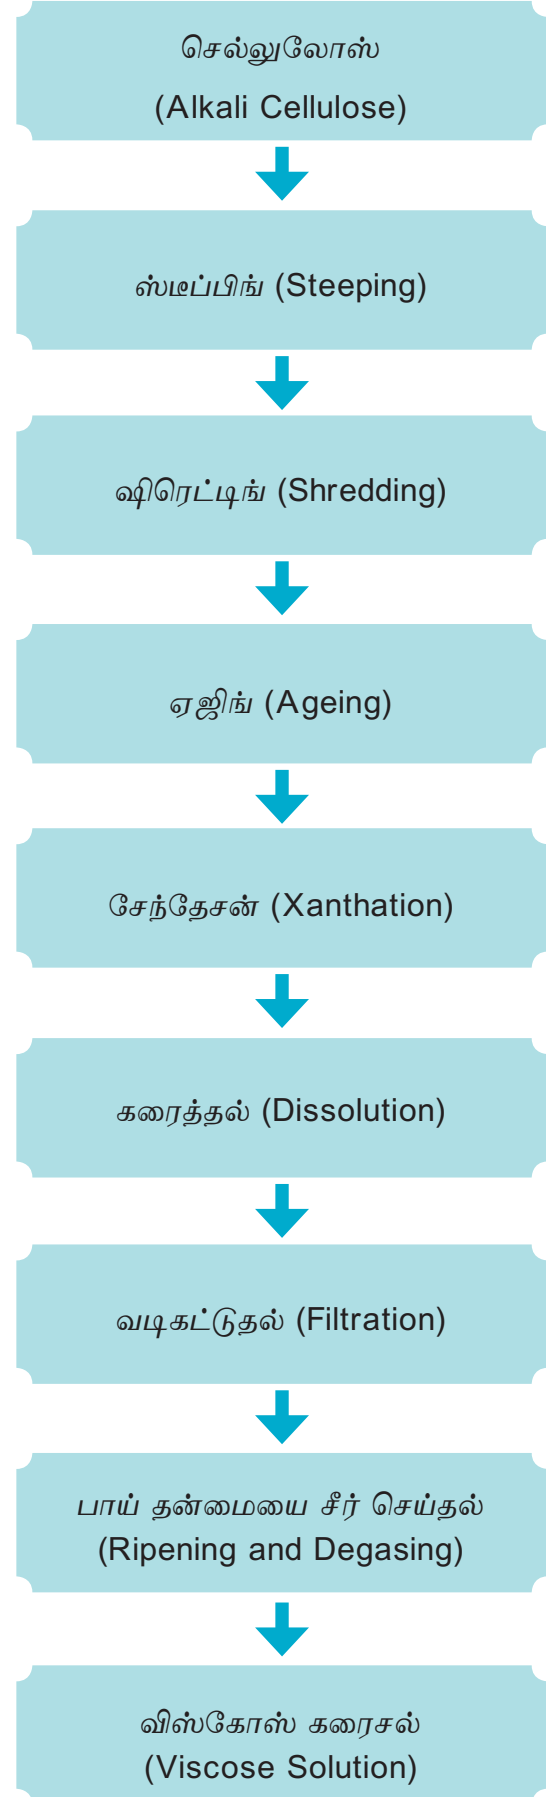 செல்லுலோஸ்
(Alkali Cellulose)
ஸ்டீப்பிங் (Steeping)
ஷிரெட்டிங் (Shredding)
ஏஜிங் (Ageing)
சேந்தேசன் (Xanthation)
கரைத்தல் (Dissolution)
வடிகட்டுதல் (Filtration)
பாய் தன்மையை சீர் செய்தல்
(Ripening and Degasing)
விஸ்கோஸ் கரைசல்
(Viscose Solution)